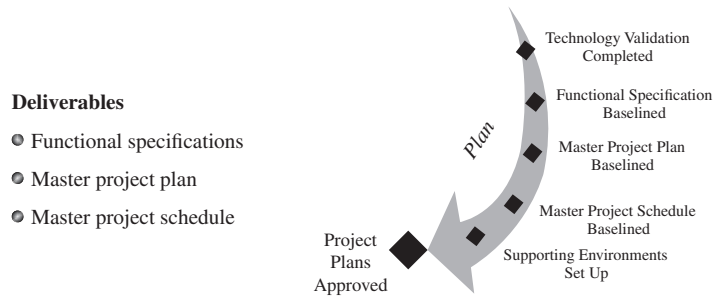 Deliverables
Functional specifications
Master project plan
Master project schedule
Plan
Technology Validation
Completed
Functional Specification
Baselined
Master Project Plan
Baselined
Master Project Schedule
Baselined
Supporting Environments
Set Up
Project
Plans
Approved